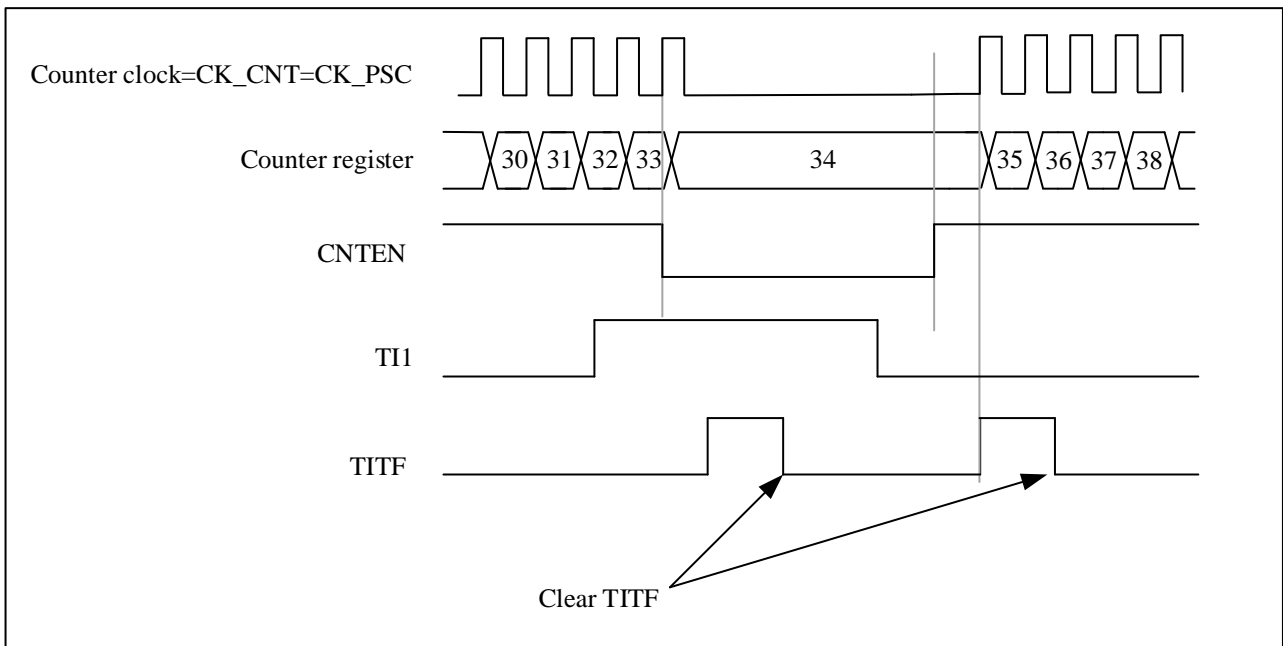 Counter clock=CK_CNT=CK_PSC
Counter register
30 31 32 33 34 35 36 37 38
CNTEN
TI1
TITF
Clear TITF